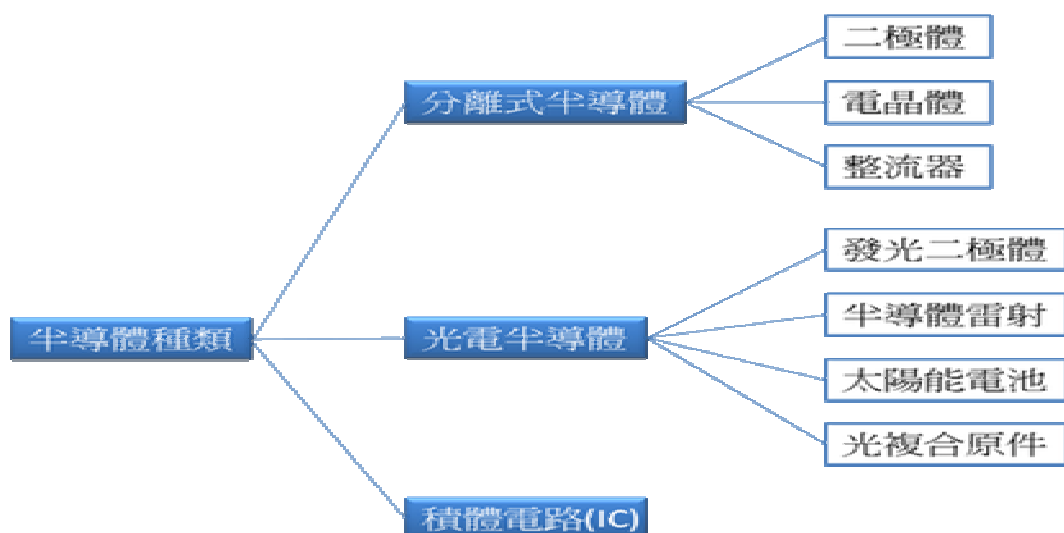 半導體種類
分離式半導體
二極體
電晶體
整流器
光電半導體
發光二極體
半導體雷射
太陽能電池
光複合原件
積體電路(IC)